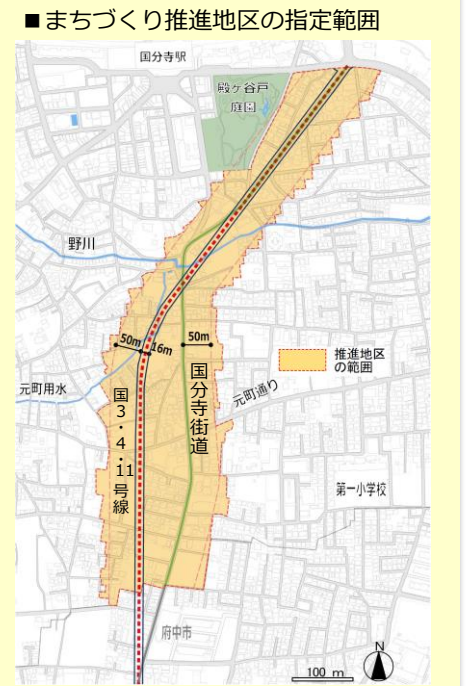 ■まちづくり推進地区の指定範囲
国分寺駅
殿ヶ谷戸
庭園
野川
50m
16m
50m
推進地区
の範囲
元町用水
国3・4・11号線
国分寺街道
元町通り
第一小学校
府中市
N
100 m